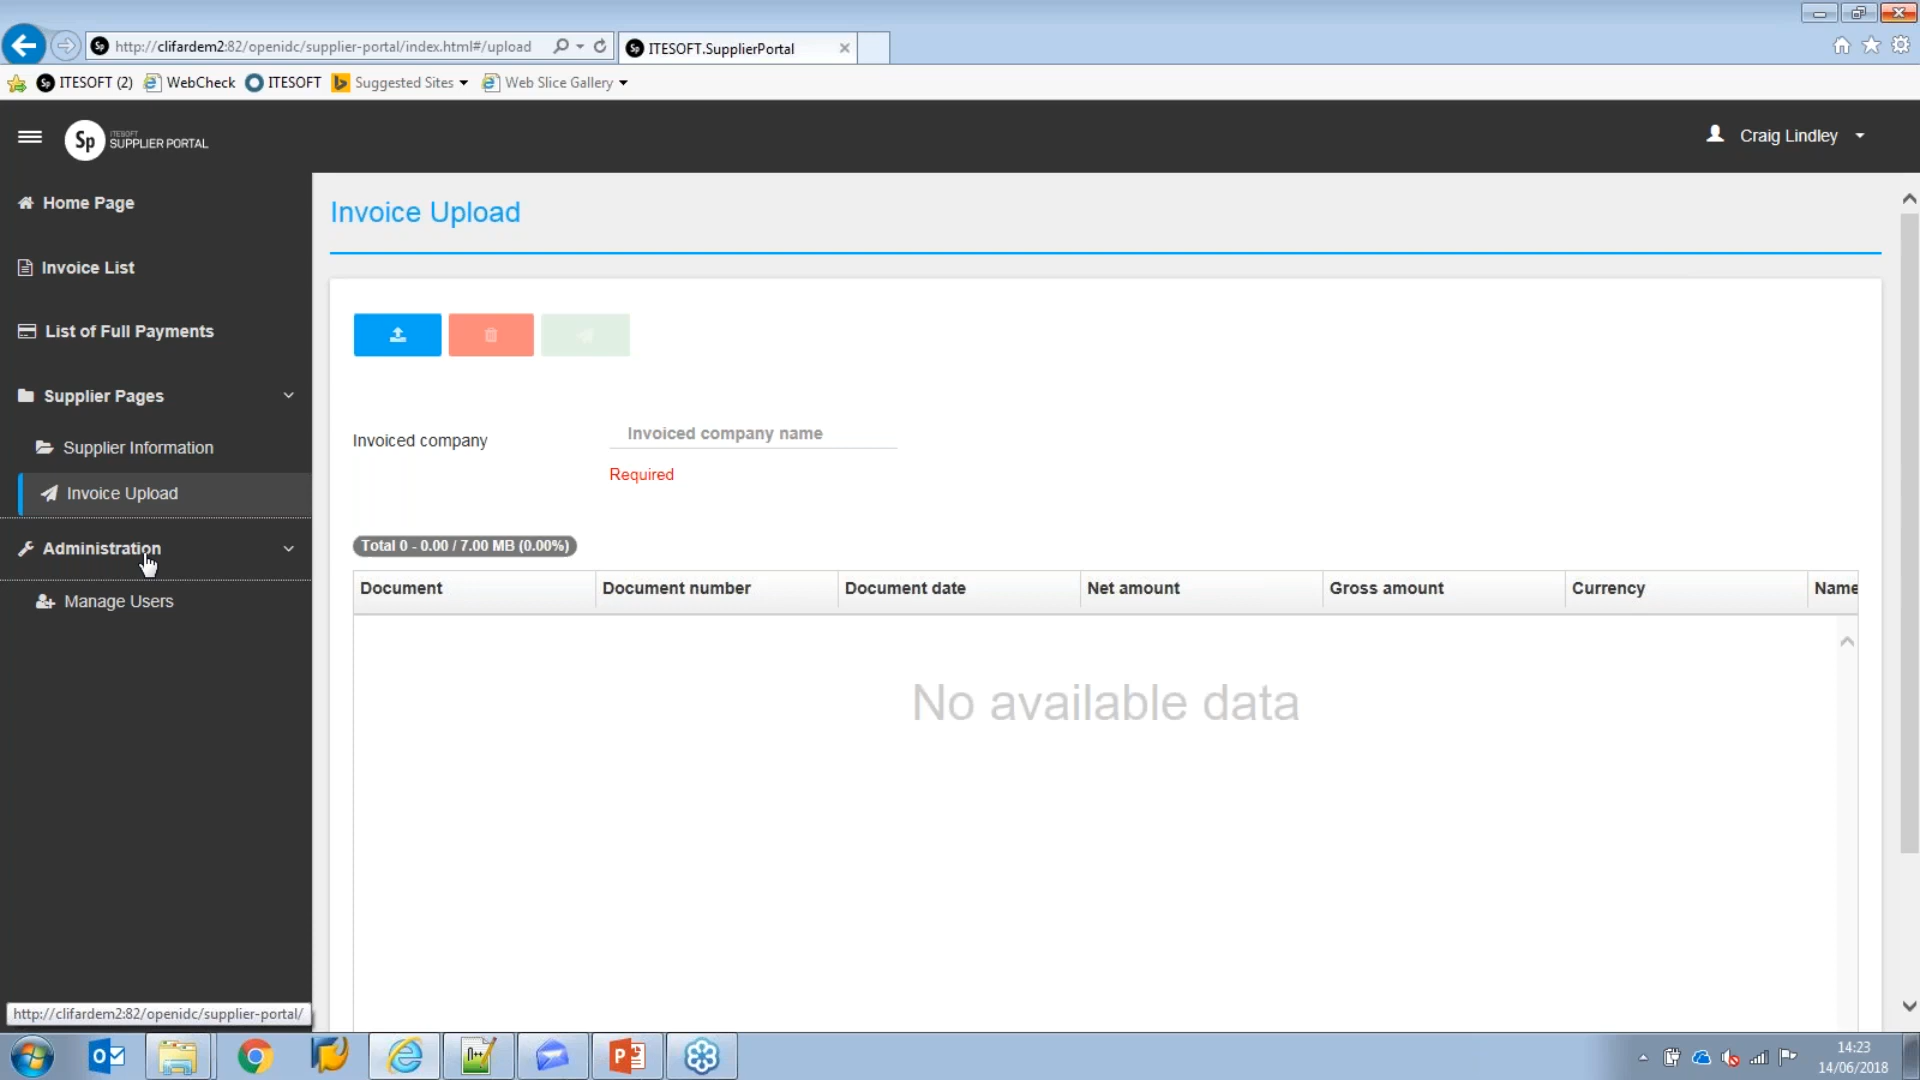 http://clifardem2:82/openidc/supplier-portal/index.html#/upload
ITESOFT.SupplierPortal
ITESOFT (2)
WebCheck
ITESOFT
Suggested Sites
Web Slice Gallery
Sp
ITESOFT
SUPPLIER PORTAL
Craig Lindley
Home Page
Invoice List
List of Full Payments
Supplier Pages
Supplier Information
Invoice Upload
Administration
Manage Users
Invoice Upload
Invoiced company
Invoiced company name
Required
Total 0 - 0.00 / 7.00 MB (0.00%)
Document Document number Document date Net amount Gross amount Currency Name
No available data
http://clifardem2:82/openidc/supplier-portal/
14:23
14/06/2018